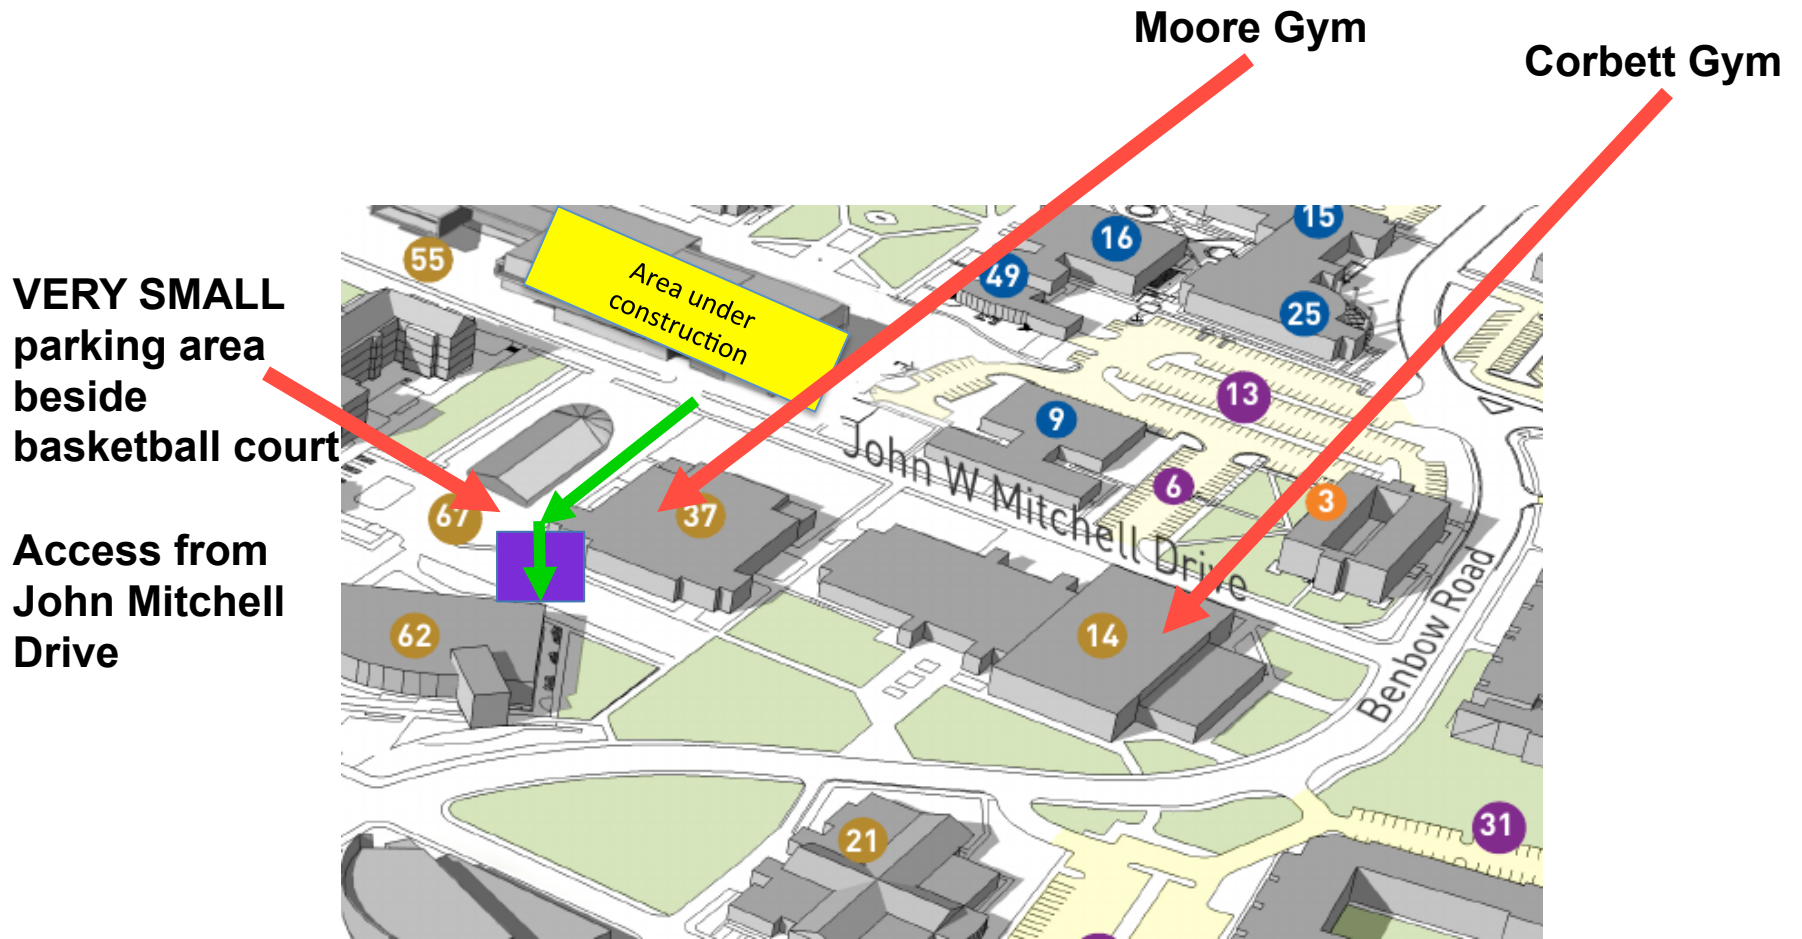 Moore Gym
Corbett Gym
VERY SMALL
parking area
beside
basketball court
Access from
John Mitchell
Drive
Area under
construction
55
16
15
49
25
13
9
6
3
John W Mitchell Drive
67
37
Benbow Road
62
14
31
21